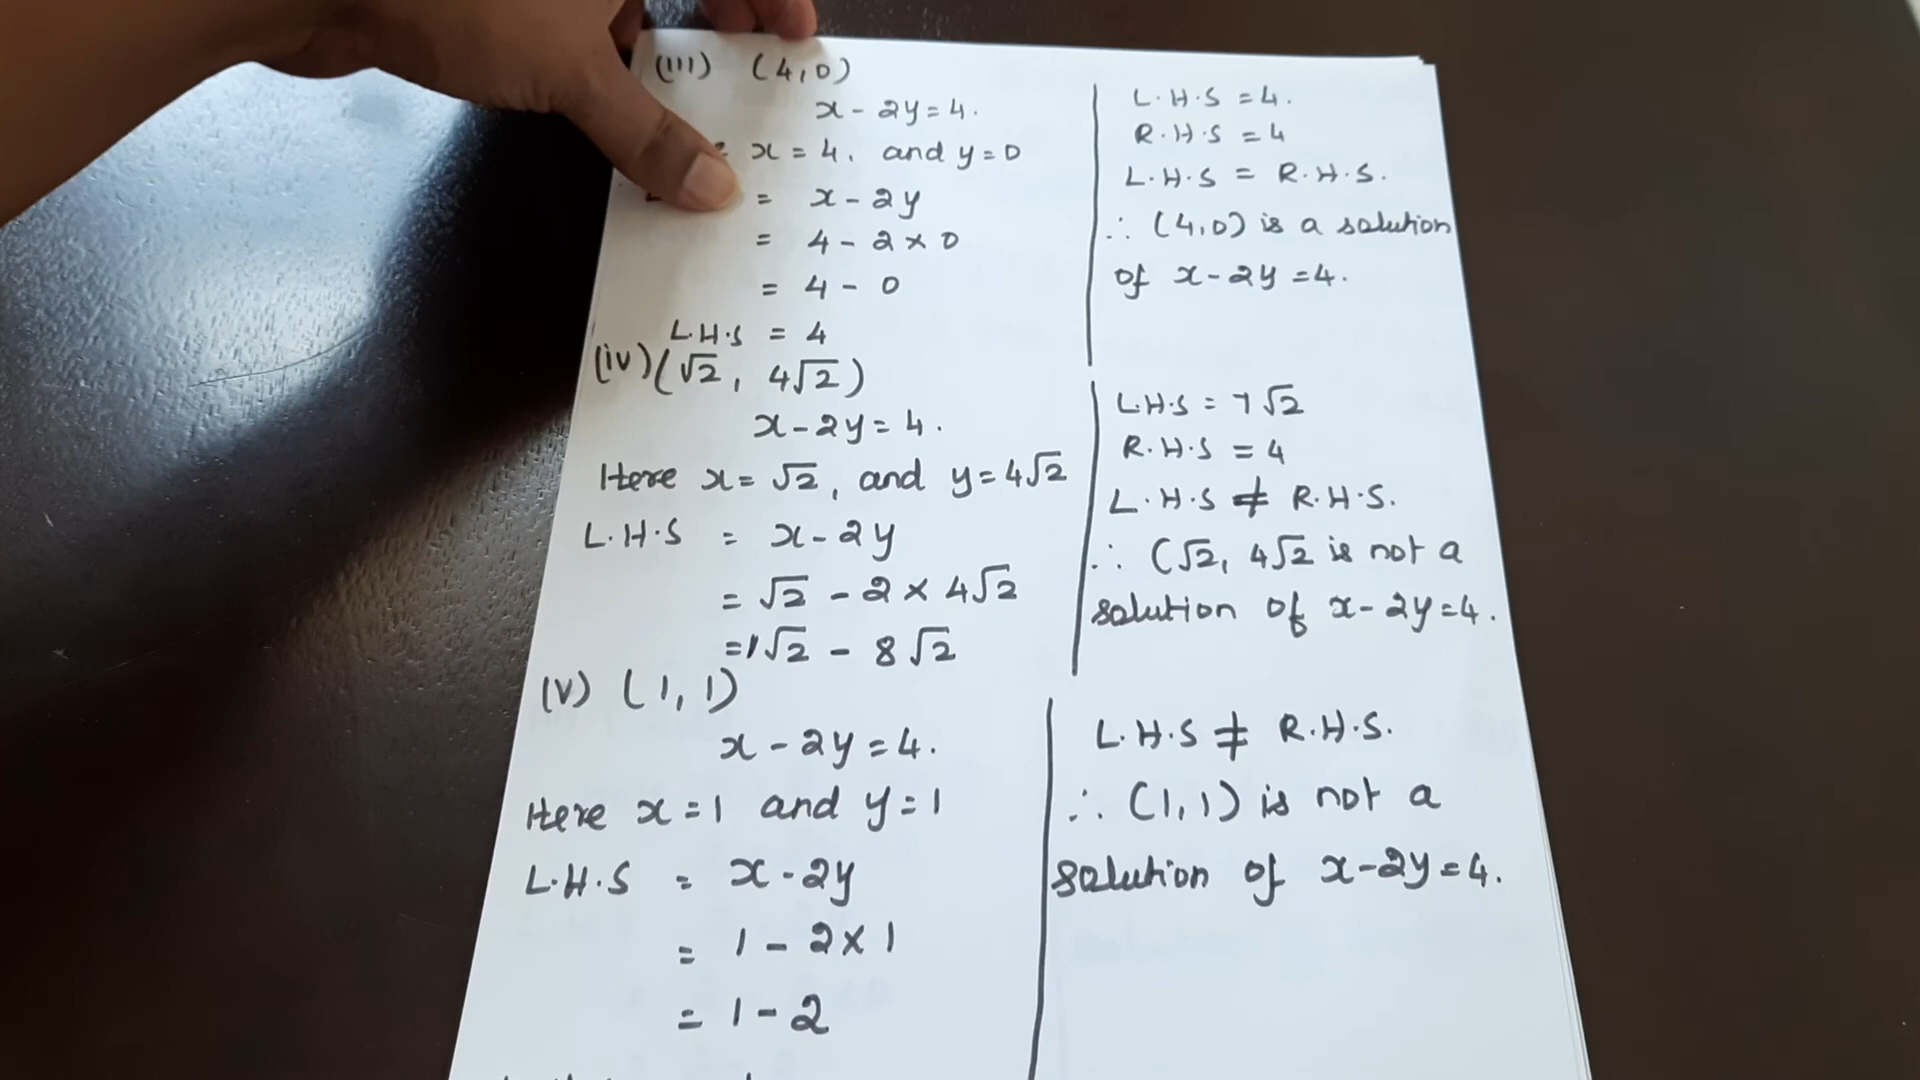 (iii) (4,0)
x - 2y = 4.
x = 4, and y = 0
= x - 2y
= 4 - 2 × 0
= 4 - 0
L.H.S = 4
L.H.S = 4.
R.H.S = 4
L.H.S = R.H.S.
∴ (4,0) is a solution
of x - 2y = 4.
(iv) (√2, 4√2)
x - 2y = 4.
Here x = √2, and y = 4√2
L.H.S = x - 2y
= √2 - 2 × 4√2
= 1√2 - 8√2
L.H.S = 7√2
R.H.S = 4
L.H.S ≠ R.H.S.
∴ (√2, 4√2 is not a
solution of x - 2y = 4.
(v) (1, 1)
x - 2y = 4.
Here x = 1 and y = 1
L.H.S = x - 2y
= 1 - 2 × 1
= 1 - 2
L.H.S ≠ R.H.S.
∴ (1,1) is not a
solution of x - 2y = 4.